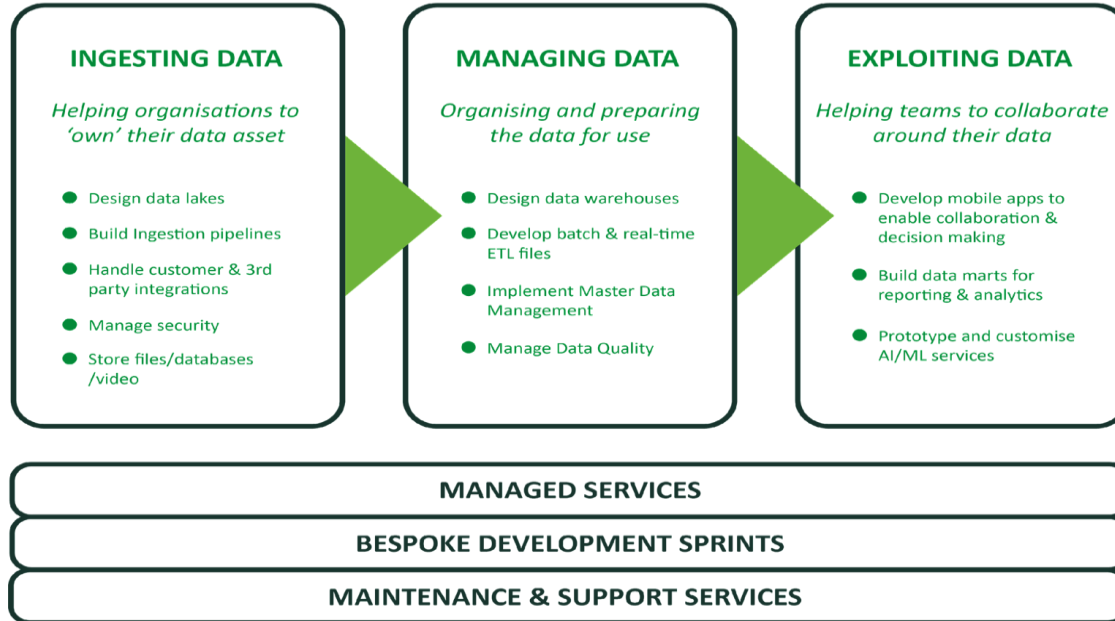 INGESTING DATA
Helping organisations to
‘own’ their data asset
Design data lakes
Build Ingestion pipelines
Handle customer & 3rd
party integrations
Manage security
Store files/databases
/video
MANAGING DATA
Organising and preparing
the data for use
Design data warehouses
Develop batch & real-time
ETL files
Implement Master Data
Management
Manage Data Quality
EXPLOITING DATA
Helping teams to collaborate
around their data
Develop mobile apps to
enable collaboration &
decision making
Build data marts for
reporting & analytics
Prototype and customise
AI/ML services
MANAGED SERVICES
BESPOKE DEVELOPMENT SPRINTS
MAINTENANCE & SUPPORT SERVICES